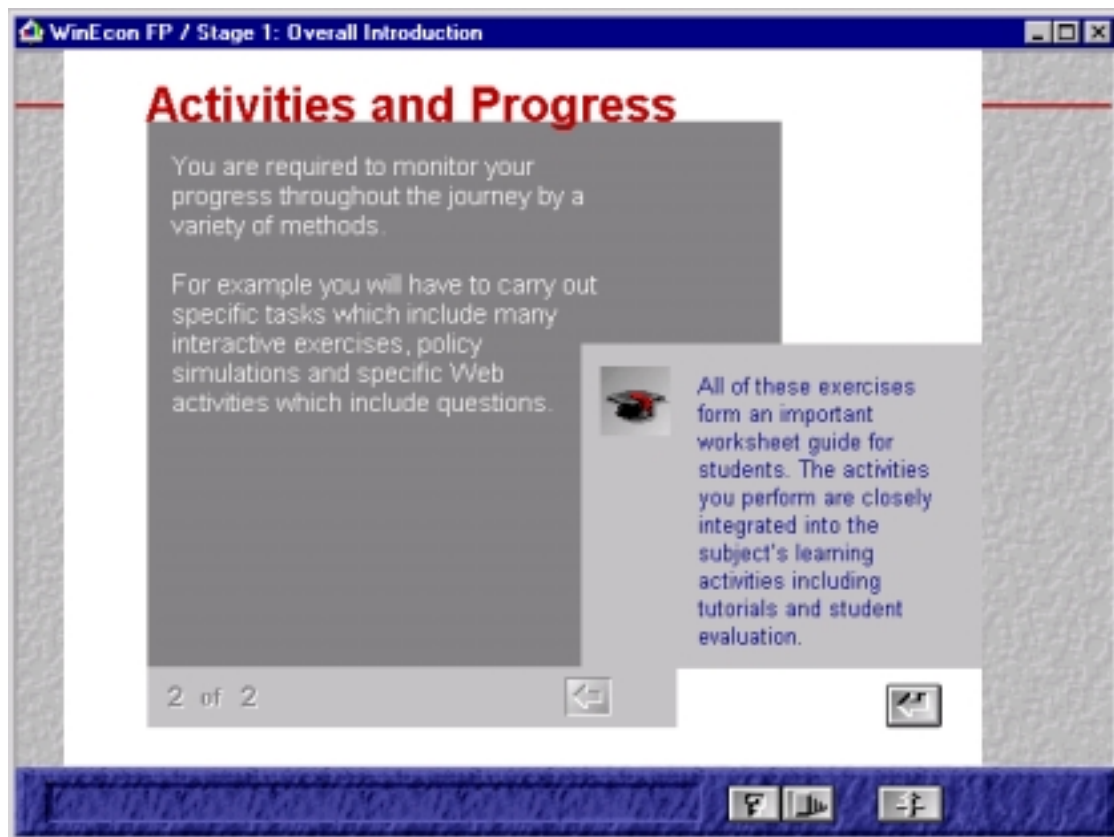 WinEcon FP / Stage 1: Overall Introduction
Activities and Progress
You are required to monitor your
progress throughout the journey by a
variety of methods.
For example you will have to carry out
specific tasks which include many
interactive exercises, policy
simulations and specific Web
activities which include questions.
All of these exercises
form an important
worksheet guide for
students. The activities
you perform are closely
integrated into the
subject's learning
activities including
tutorials and student
evaluation.
2 of 2